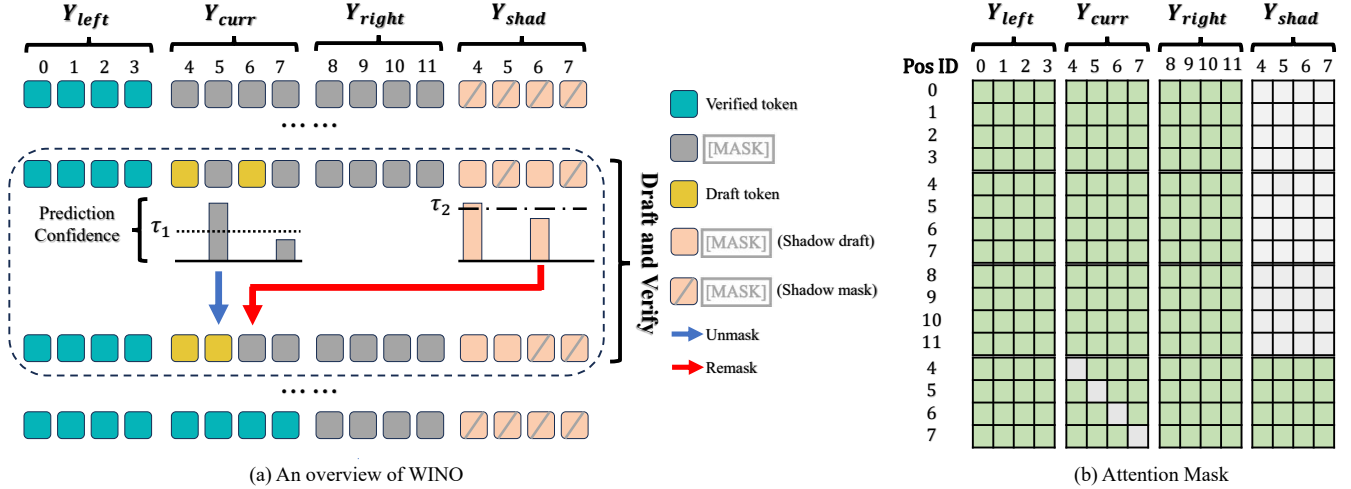 Y_left Y_curr Y_right Y_shad
0 1 2 3 4 5 6 7 8 9 10 11 4 5 6 7
... ...
Prediction
Confidence
τ₁
τ₂
... ...
Draft and Verify
Verified token
[MASK]
Draft token
[MASK] (Shadow draft)
[MASK] (Shadow mask)
Unmask
Remask
(a) An overview of WINO
Y_left Y_curr Y_right Y_shad
Pos ID 0 1 2 3 4 5 6 7 8 9 10 11 4 5 6 7
0
1
2
3
4
5
6
7
8
9
10
11
4
5
6
7
(b) Attention Mask